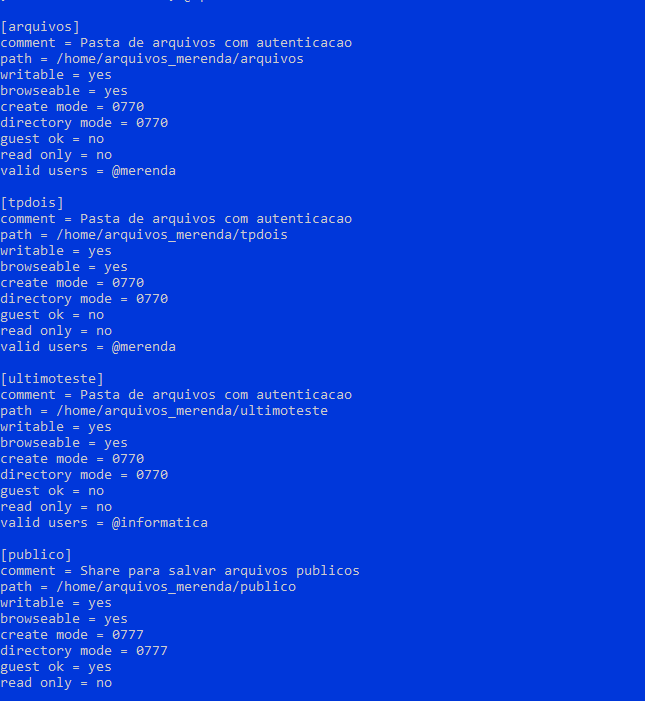 [arquivos]
comment = Pasta de arquivos com autenticacao
path = /home/arquivos_merenda/arquivos
writable = yes
browseable = yes
create mode = 0770
directory mode = 0770
guest ok = no
read only = no
valid users = @merenda

[tpdois]
comment = Pasta de arquivos com autenticacao
path = /home/arquivos_merenda/tpdois
writable = yes
browseable = yes
create mode = 0770
directory mode = 0770
guest ok = no
read only = no
valid users = @merenda

[ultimoteste]
comment = Pasta de arquivos com autenticacao
path = /home/arquivos_merenda/ultimoteste
writable = yes
browseable = yes
create mode = 0770
directory mode = 0770
guest ok = no
read only = no
valid users = @informatica

[publico]
comment = Share para salvar arquivos publicos
path = /home/arquivos_merenda/publico
writable = yes
browseable = yes
create mode = 0777
directory mode = 0777
guest ok = yes
read only = no